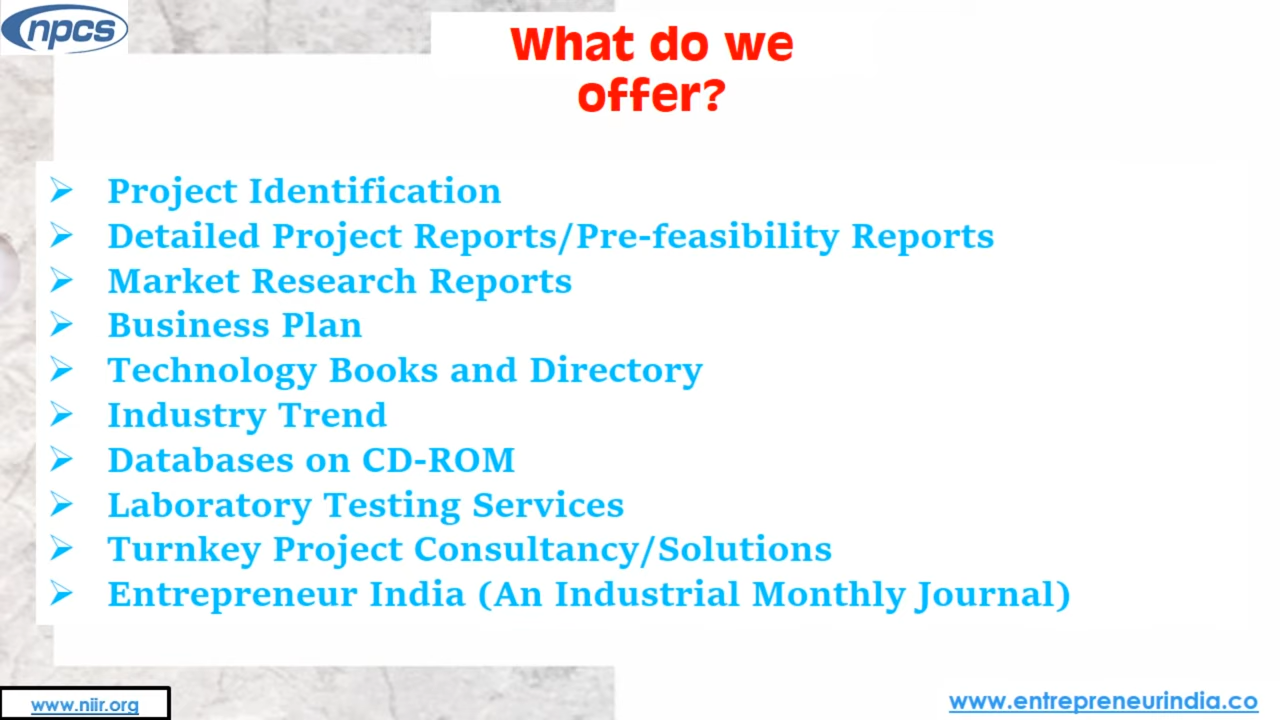 npcs
What do we
offer?
Project Identification
Detailed Project Reports/Pre-feasibility Reports
Market Research Reports
Business Plan
Technology Books and Directory
Industry Trend
Databases on CD-ROM
Laboratory Testing Services
Turnkey Project Consultancy/Solutions
Entrepreneur India (An Industrial Monthly Journal)
www.niir.org
www.entrepreneurindia.co